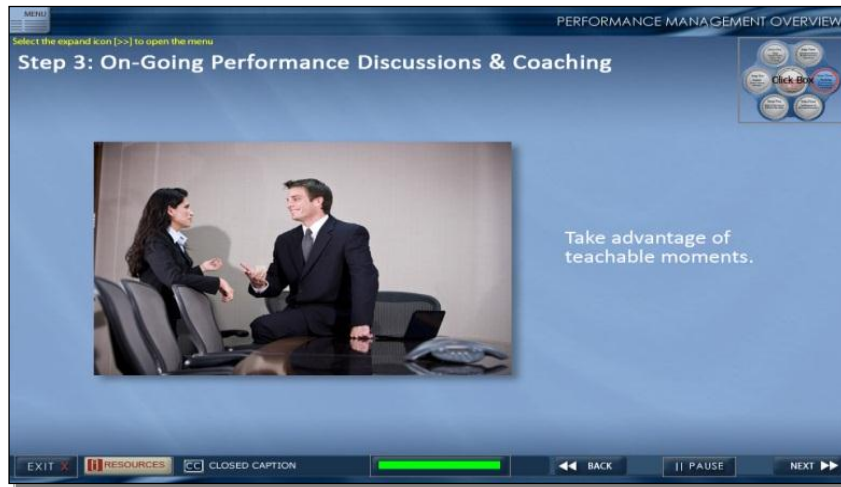 MENU
PERFORMANCE MANAGEMENT OVERVIEW
Select the expand icon [>>] to open the menu
Step 3: On-Going Performance Discussions & Coaching
Click Box
Take advantage of
teachable moments.
EXIT X
RESOURCES
CC CLOSED CAPTION
BACK
|| PAUSE
NEXT